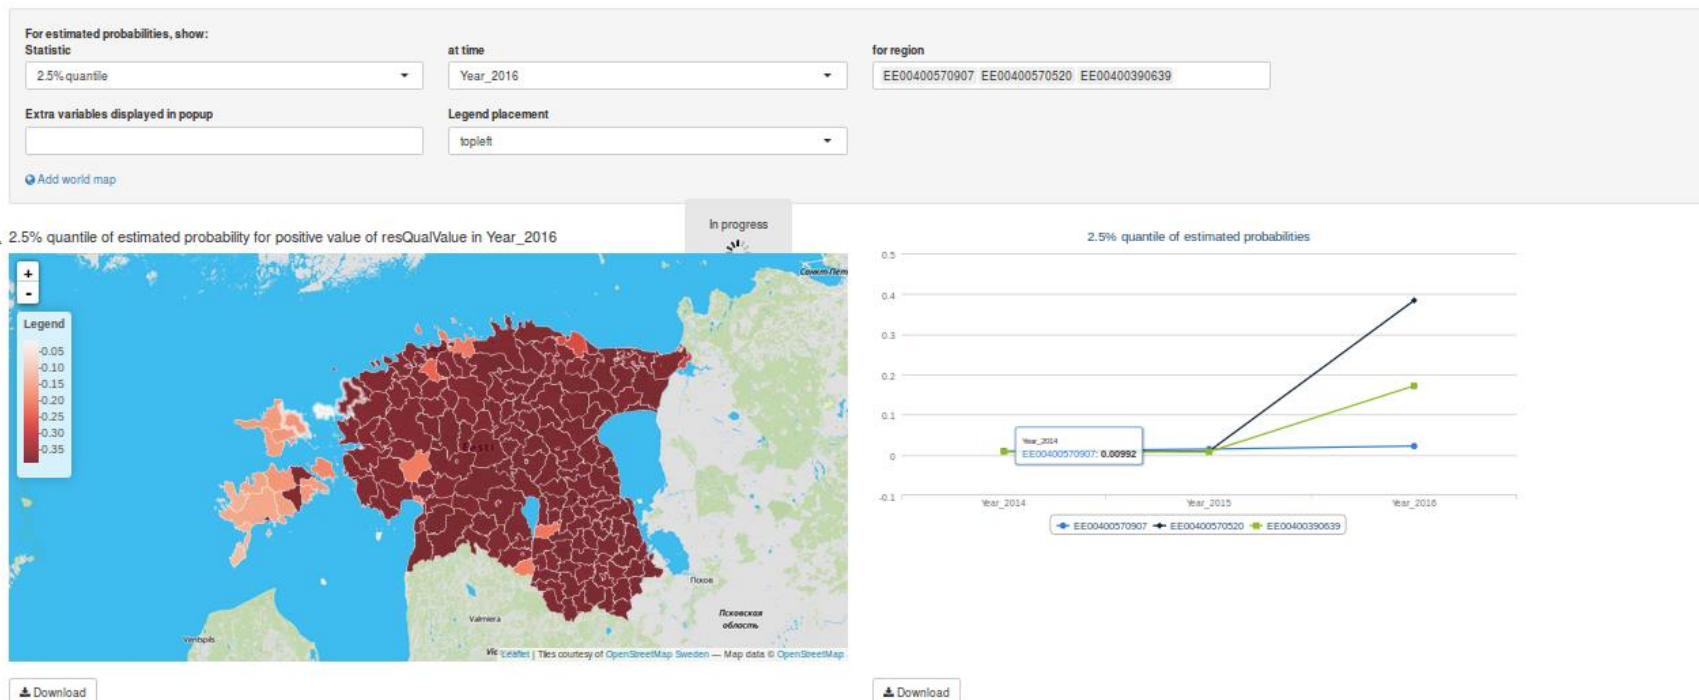 For estimated probabilities, show:
Statistic
at time
for region
2.5% quantile
Year_2016
EE00400570907 EE00400570520 EE00400390639
Extra variables displayed in popup
Legend placement
topleft
Add world map
In progress
2.5% quantile of estimated probability for positive value of resQualValue in Year_2016
+
-
Legend
0.05
0.10
0.15
0.20
0.25
0.30
0.35
Eesti
Псков
Псковская
область
Valmiera
Ventspils
Leaflet | Tiles courtesy of OpenStreetMap Sweden — Map data © OpenStreetMap
Download
2.5% quantile of estimated probabilities
0.5
0.4
0.3
0.2
0.1
0
-0.1
Year_2014
EE00400570907: 0.00992
Year_2014
Year_2015
Year_2016
EE00400570907
EE00400570520
EE00400390639
Download